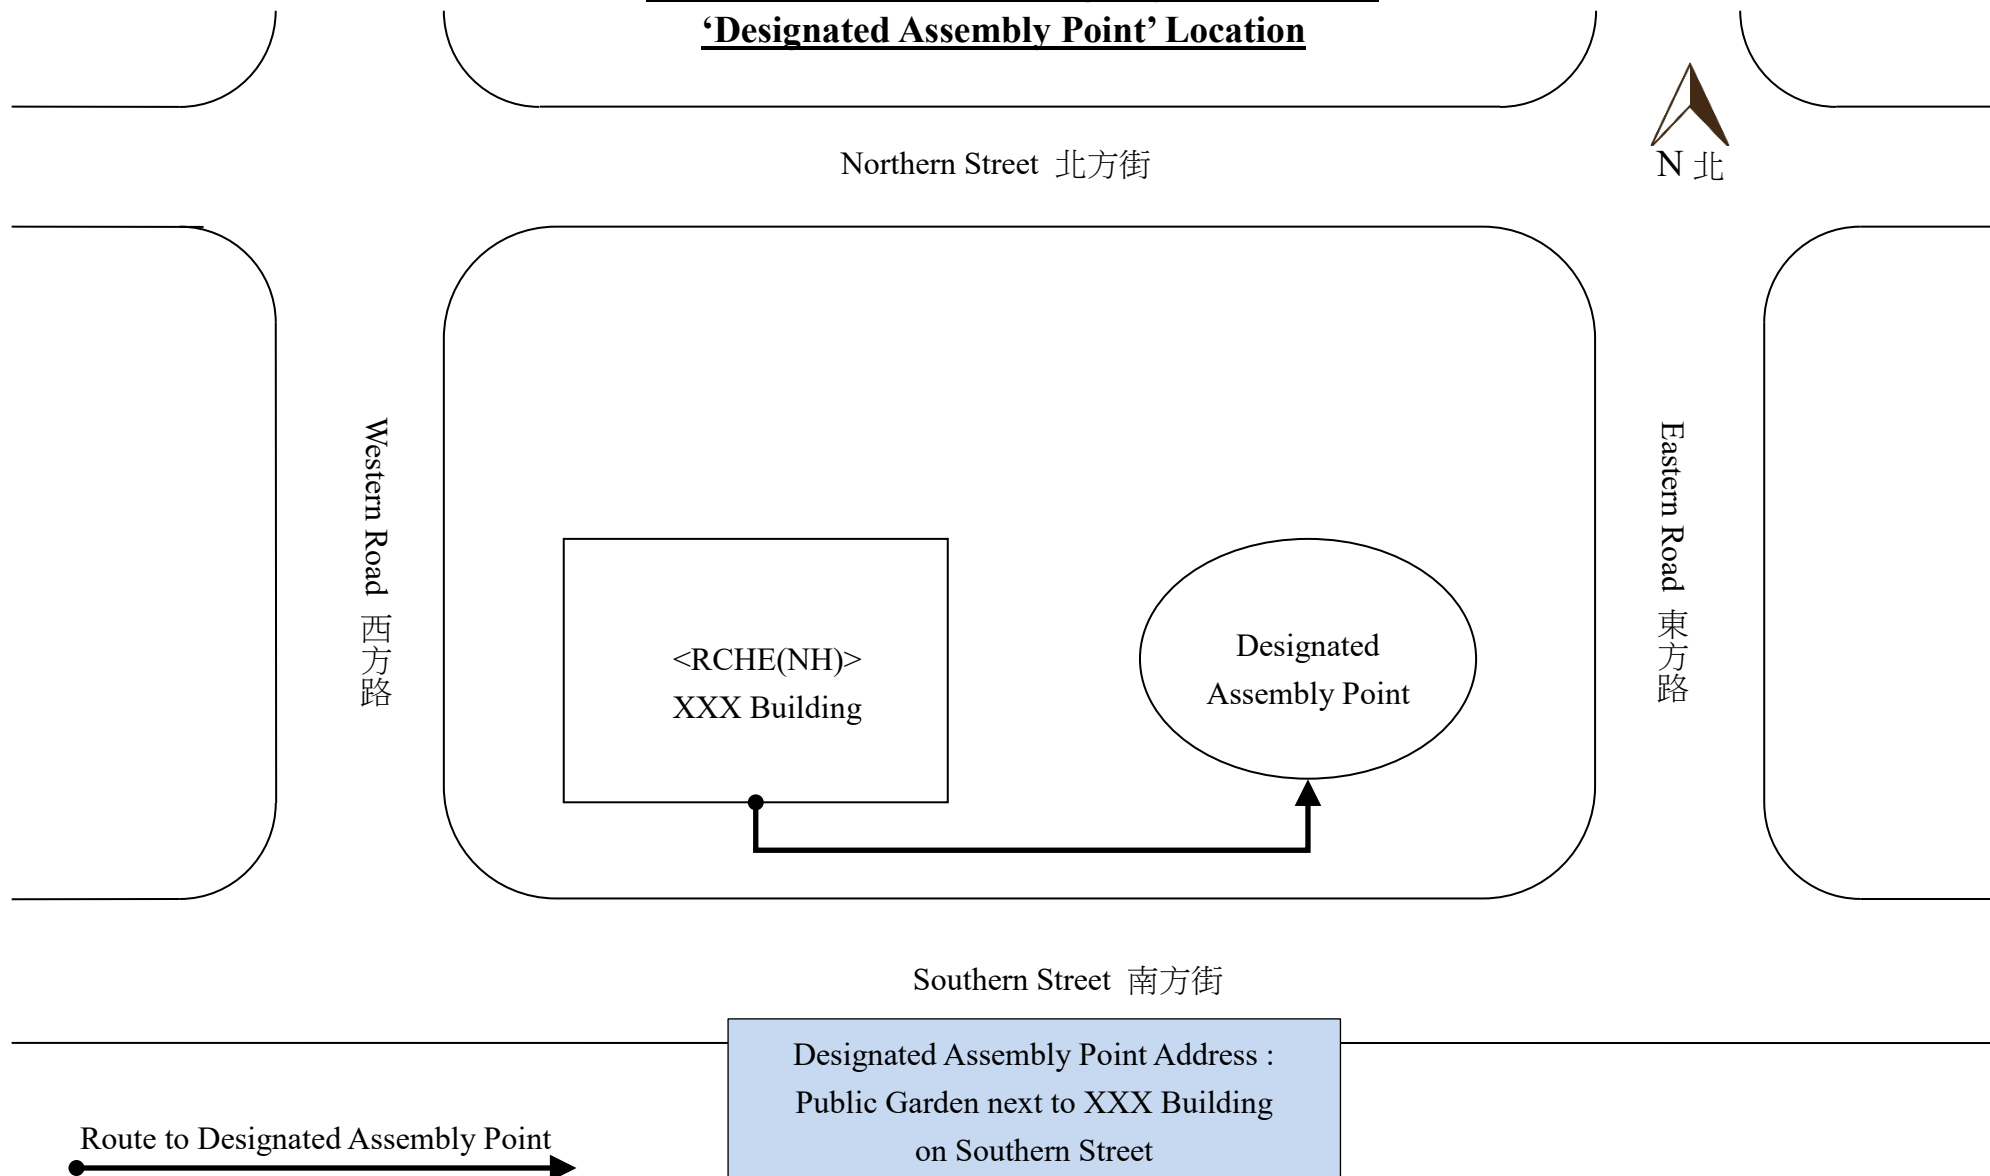 ‘Designated Assembly Point’ Location
Northern Street 北方街
N 北
Western Road 西方路
Eastern Road 東方路
<RCHE(NH)>
XXX Building
Designated
Assembly Point
Southern Street 南方街
Designated Assembly Point Address :
Public Garden next to XXX Building
on Southern Street
Route to Designated Assembly Point